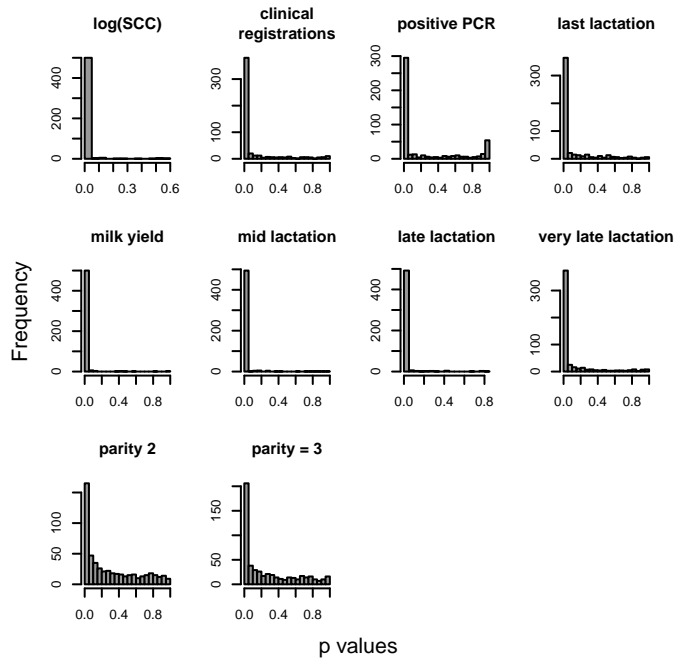 log(SCC)
clinical
registrations
positive PCR
last lactation
0 200 400
0.0 0.3 0.6
0 100 300
0.0 0.4 0.8
0 50 150 300
0.0 0.4 0.8
0 100 300
0.0 0.4 0.8
milk yield
mid lactation
late lactation
very late lactation
0 200 400
0.0 0.4 0.8
0 200 400
0.0 0.4 0.8
0 200 400
0.0 0.4 0.8
0 100 300
0.0 0.4 0.8
Frequency
parity 2
parity = 3
0 50 100
0.0 0.4 0.8
0 50 150
0.0 0.4 0.8
p values